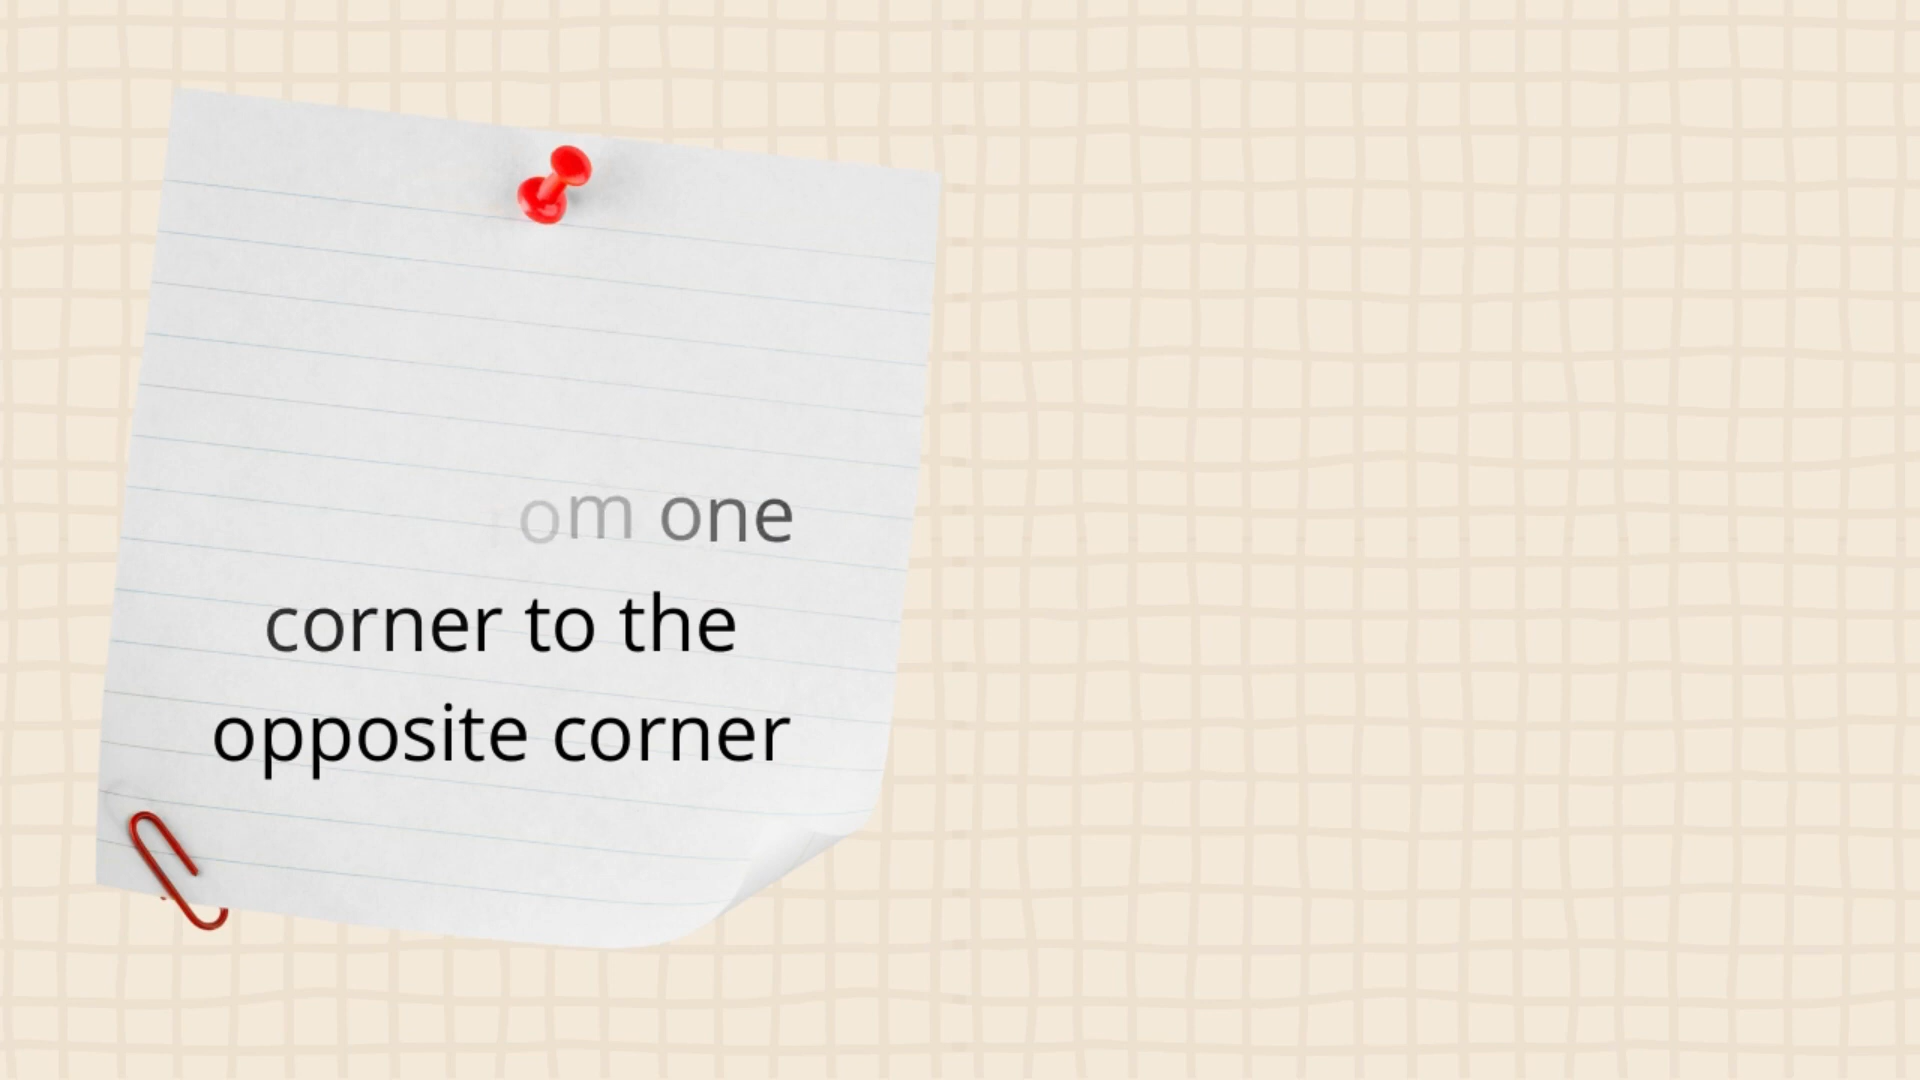 om one
corner to the
opposite corner